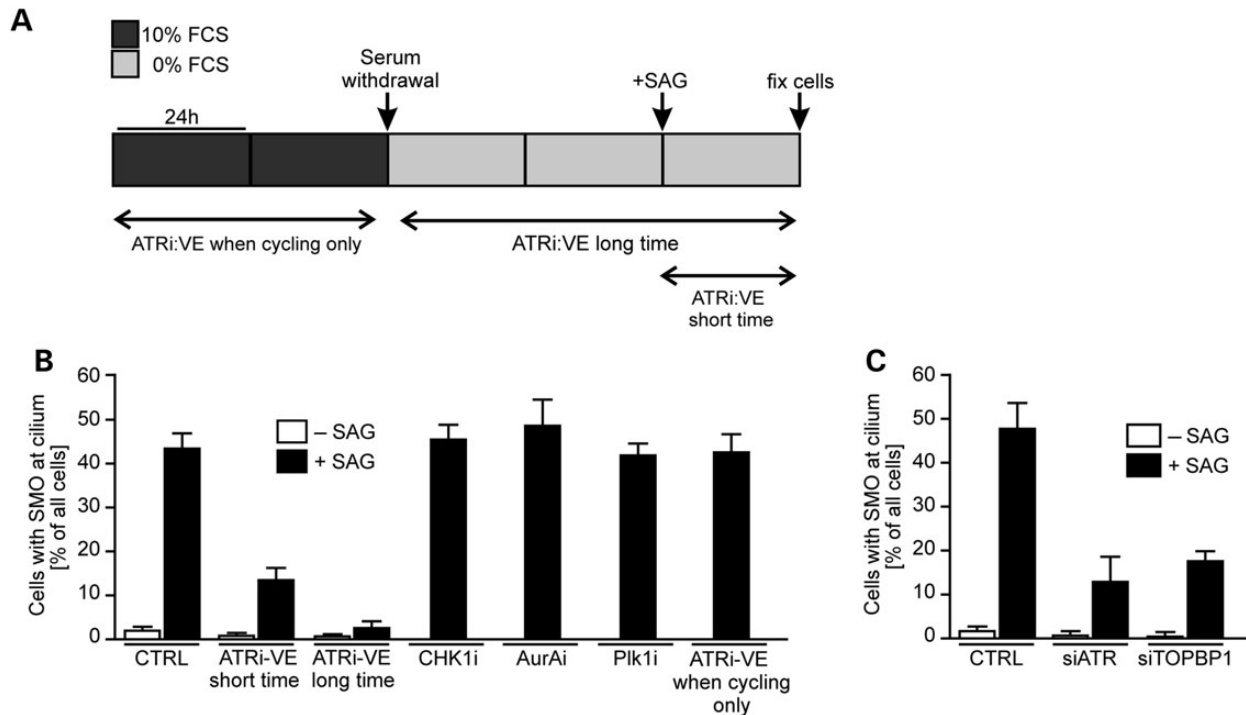 A
10% FCS
0% FCS
Serum
withdrawal
+SAG
fix cells
24h
ATRi:VE when cycling only
ATRi:VE long time
ATRi:VE
short time
B
Cells with SMO at cilium
[% of all cells]
60
50
40
30
20
10
0
– SAG
+ SAG
CTRL
ATRi-VE
short time
ATRi-VE
long time
CHK1i
AurAi
Plk1i
ATRi-VE
when cycling
only
C
Cells with SMO at cilium
[% of all cells]
60
50
40
30
20
10
0
– SAG
+ SAG
CTRL
siATR
siTOPBP1